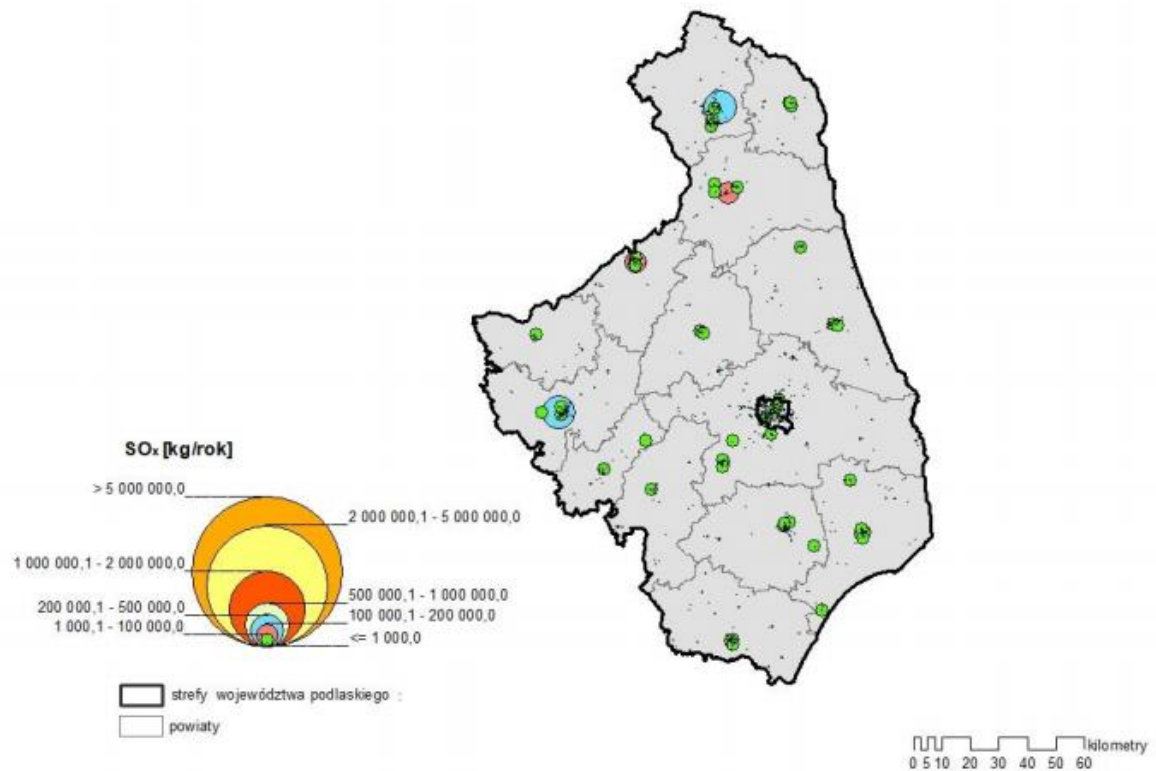 SOx [kg/rok]
> 5 000 000,0
2 000 000,1 - 5 000 000,0
1 000 000,1 - 2 000 000,0
500 000,1 - 1 000 000,0
200 000,1 - 500 000,0
100 000,1 - 200 000,0
1 000,1 - 100 000,0
<= 1 000,0
strefy województwa podlaskiego :
powiaty
kilometry
0 5 10 20 30 40 50 60